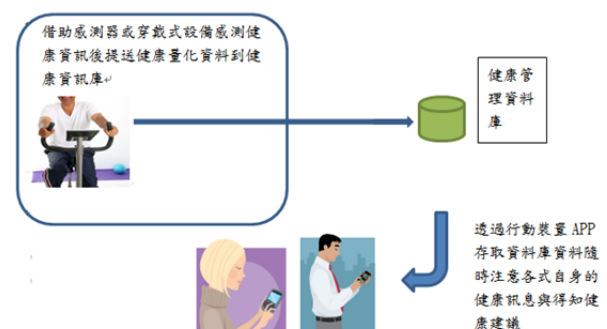 借助感測器或穿戴式設備感測健
康資訊後提送健康量化資料到健
康資訊庫↵
健康管
理資料
庫
透過行動裝置 APP
存取資料庫資料隨
時注意各式自身的
健康訊息與得知健
康建議